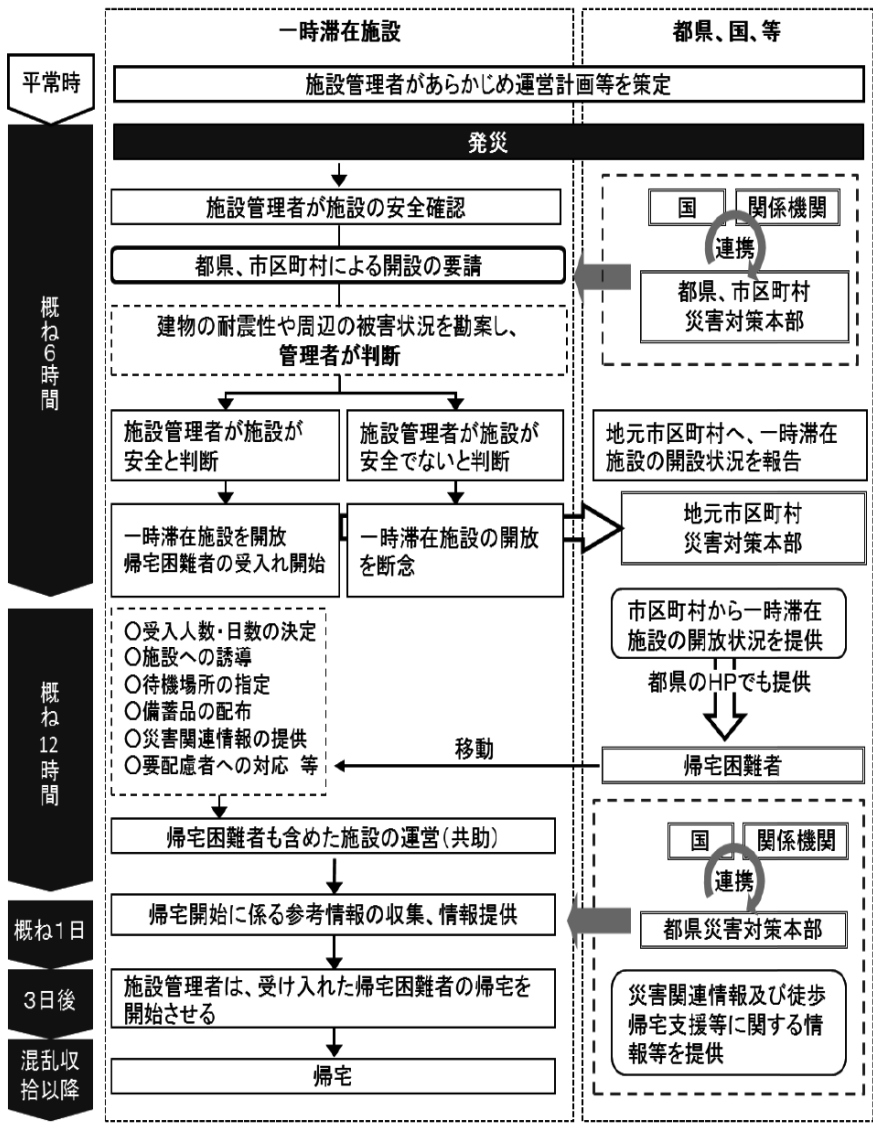 一時滞在施設
都県、国、等
平常時
施設管理者があらかじめ運営計画等を策定
発災
概ね6時間
施設管理者が施設の安全確認
国
関係機関
連携
都県、市区町村による開設の要請
都県、市区町村
災害対策本部
建物の耐震性や周辺の被害状況を勘案し、
管理者が判断
施設管理者が施設が
安全と判断
施設管理者が施設が
安全でないと判断
地元市区町村へ、一時滞在
施設の開設状況を報告
一時滞在施設を開放
帰宅困難者の受入れ開始
一時滞在施設の開放
を断念
地元市区町村
災害対策本部
概ね12時間
〇受入人数・日数の決定
〇施設への誘導
〇待機場所の指定
〇備蓄品の配布
〇災害関連情報の提供
〇要配慮者への対応 等
市区町村から一時滞在
施設の開放状況を提供
都県のHPでも提供
移動
帰宅困難者
帰宅困難者も含めた施設の運営(共助)
国
関係機関
連携
概ね1日
帰宅開始に係る参考情報の収集、情報提供
都県災害対策本部
3日後
施設管理者は、受け入れた帰宅困難者の帰宅を
開始させる
災害関連情報及び徒歩
帰宅支援等に関する情
報等を提供
混乱収
拾以降
帰宅